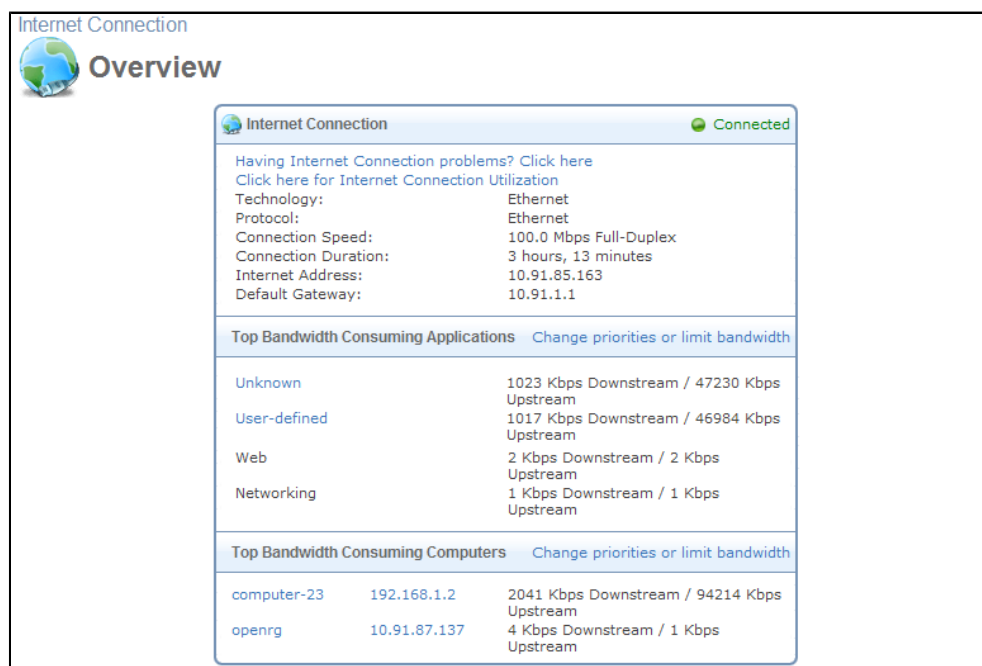 Internet Connection
Overview
Internet Connection Connected
Having Internet Connection problems? Click here
Click here for Internet Connection Utilization
Technology: Ethernet
Protocol: Ethernet
Connection Speed: 100.0 Mbps Full-Duplex
Connection Duration: 3 hours, 13 minutes
Internet Address: 10.91.85.163
Default Gateway: 10.91.1.1
Top Bandwidth Consuming Applications Change priorities or limit bandwidth
Unknown 1023 Kbps Downstream / 47230 Kbps
Upstream
User-defined 1017 Kbps Downstream / 46984 Kbps
Upstream
Web 2 Kbps Downstream / 2 Kbps
Upstream
Networking 1 Kbps Downstream / 1 Kbps
Upstream
Top Bandwidth Consuming Computers Change priorities or limit bandwidth
computer-23 192.168.1.2 2041 Kbps Downstream / 94214 Kbps
Upstream
openrg 10.91.87.137 4 Kbps Downstream / 1 Kbps
Upstream